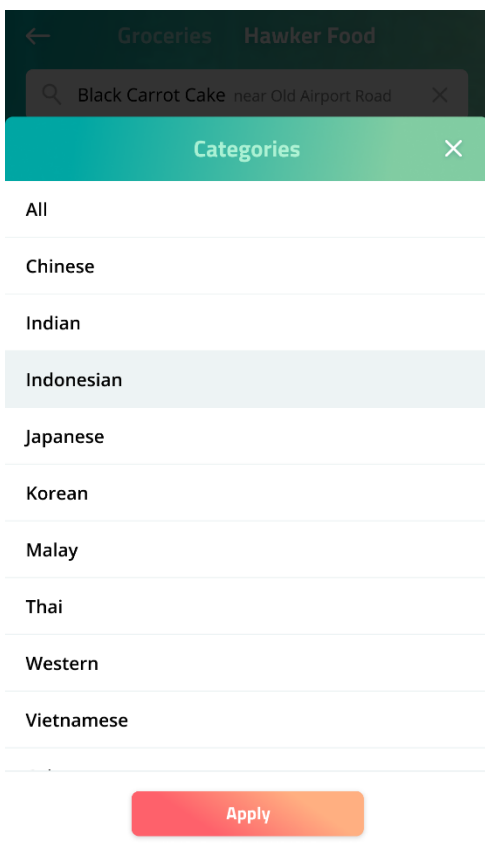 Groceries Hawker Food
Black Carrot Cake near Old Airport Road
Categories
All
Chinese
Indian
Indonesian
Japanese
Korean
Malay
Thai
Western
Vietnamese
Apply